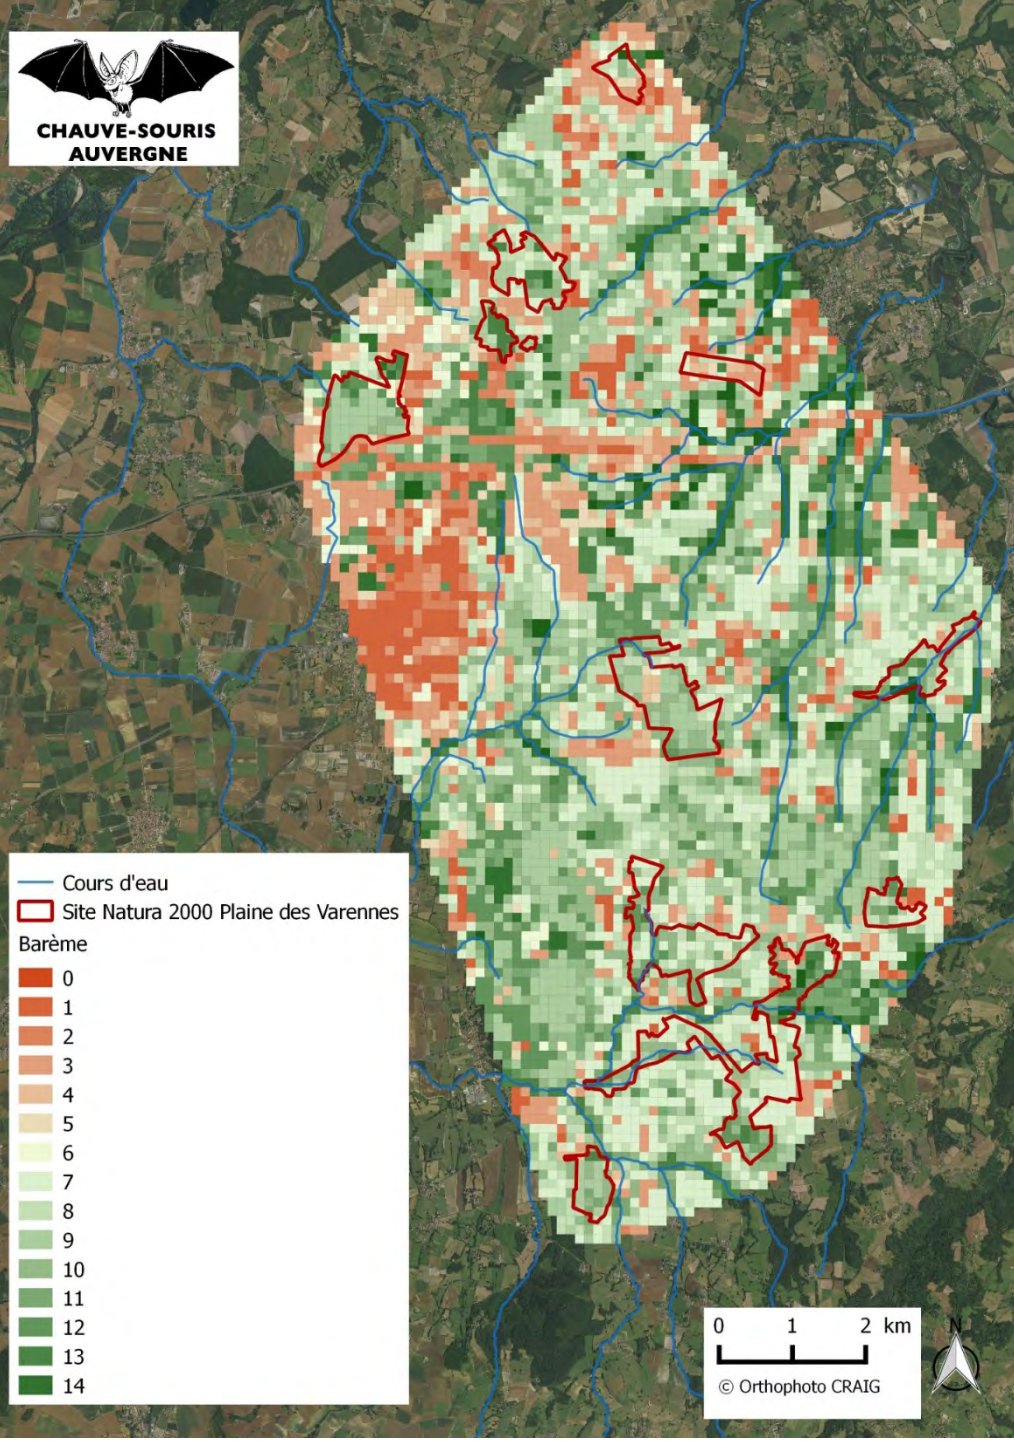 CHAUVE-SOURIS
AUVERGNE
Cours d'eau
Site Natura 2000 Plaine des Varennes
Barème
0
1
2
3
4
5
6
7
8
9
10
11
12
13
14
0 1 2 km
© Orthophoto CRAIG
N